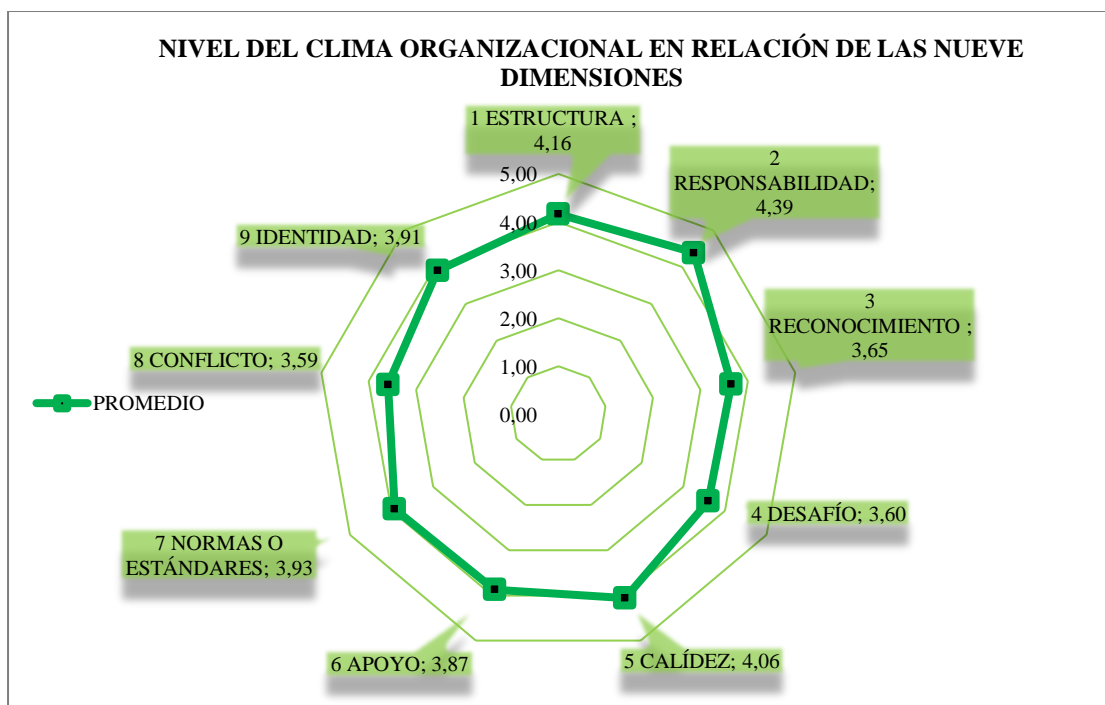 NIVEL DEL CLIMA ORGANIZACIONAL EN RELACIÓN DE LAS NUEVE
DIMENSIONES
1 ESTRUCTURA ;
4,16
2
RESPONSABILIDAD;
4,39
3
RECONOCIMIENTO ;
3,65
4 DESAFÍO; 3,60
5 CALÍDEZ; 4,06
6 APOYO; 3,87
7 NORMAS O
ESTÁNDARES; 3,93
8 CONFLICTO; 3,59
9 IDENTIDAD; 3,91
5,00
4,00
3,00
2,00
1,00
0,00
PROMEDIO